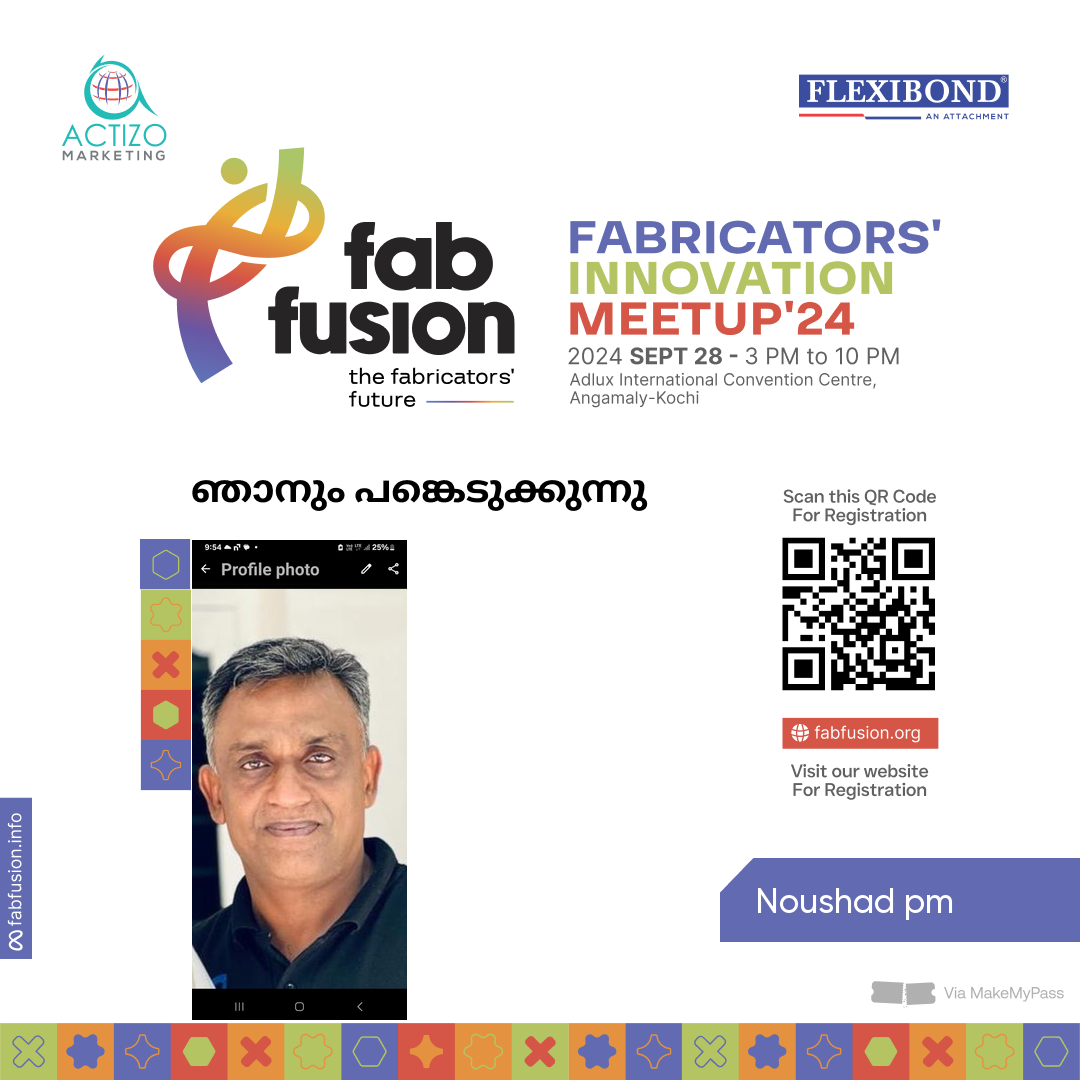 ACTIZO
MARKETING
FLEXIBOND®
AN ATTACHMENT
fab
fusion
the fabricators'
future
FABRICATORS'
INNOVATION
MEETUP'24
2024 SEPT 28 - 3 PM to 10 PM
Adlux International Convention Centre,
Angamaly-Kochi
ഞാനും പങ്കെടുക്കുന്നു
9:54
25%
Profile photo
Scan this QR Code
For Registration
fabfusion.org
Visit our website
For Registration
fabfusion.info
Noushad pm
Via MakeMyPass